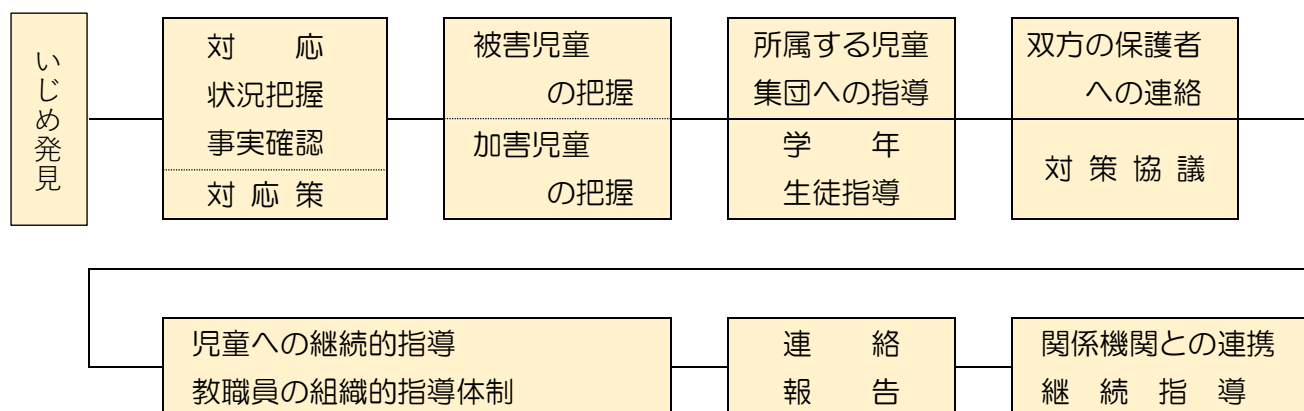 いじめ発見
対　　応
状況把握
事実確認
対 応 策
被害児童
の把握
加害児童
の把握
所属する児童
集団への指導
学　　年
生徒指導
双方の保護者
への連絡
対 策 協 議
児童への継続的指導
教職員の組織的指導体制
連　　絡
報　　告
関係機関との連携
継 続 指 導